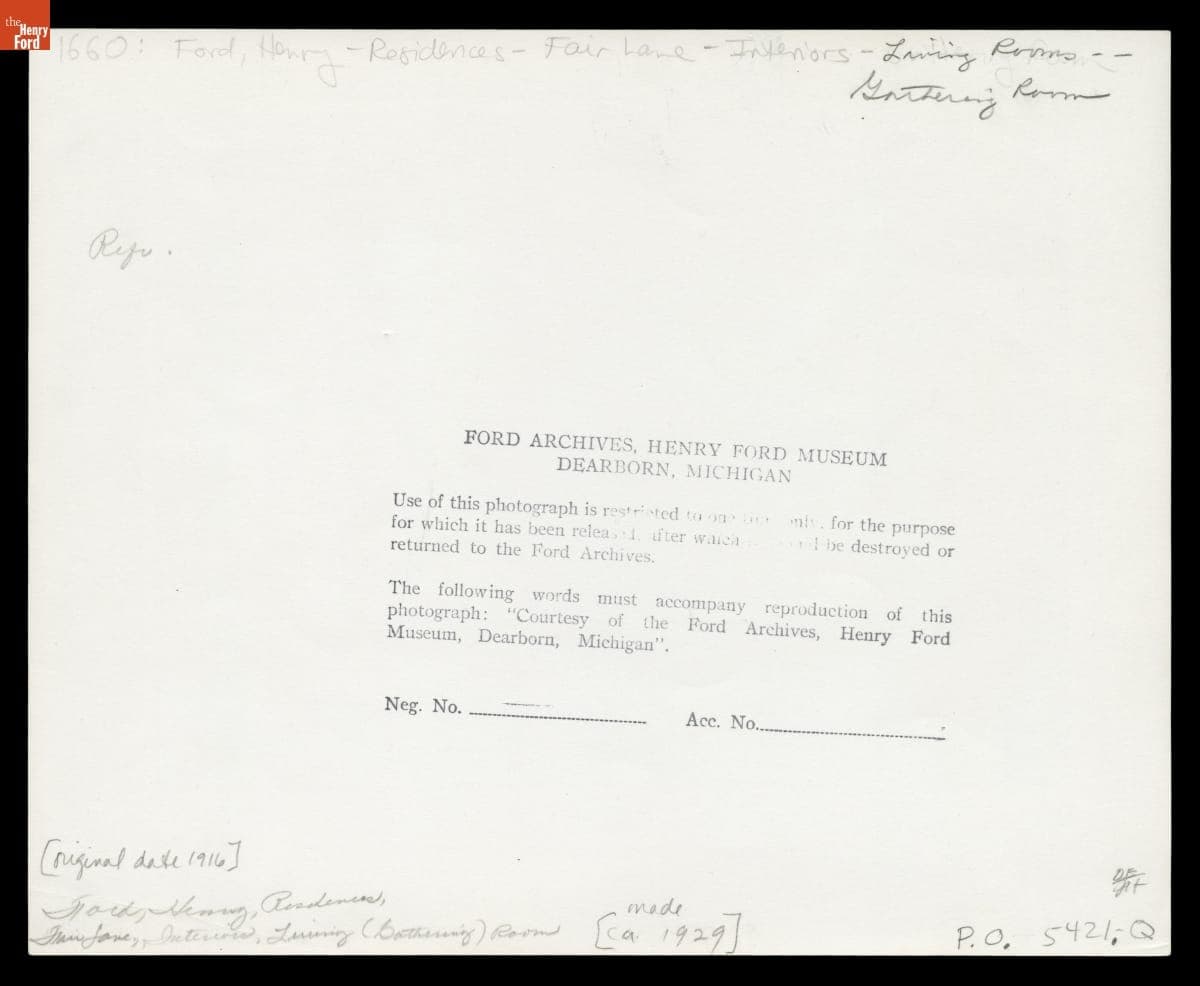 the
Henry
Ford
1660: Ford, Henry - Residences - Fair Lane - Interiors - Living Rooms - -
Gathering Room
FORD ARCHIVES, HENRY FORD MUSEUM
DEARBORN, MICHIGAN
Use of this photograph is restricted to one only, for the purpose
for which it has been released, after which be destroyed or
returned to the Ford Archives.
The following words must accompany reproduction of this
photograph: "Courtesy of the Ford Archives, Henry Ford
Museum, Dearborn, Michigan".
Neg. No. Acc. No.
[original date 1916]
Ford, Henry, Residences,
Fair Lane, Interiors, Living (Gathering) Room
made
[ca. 1929]
P.O. 5421-Q